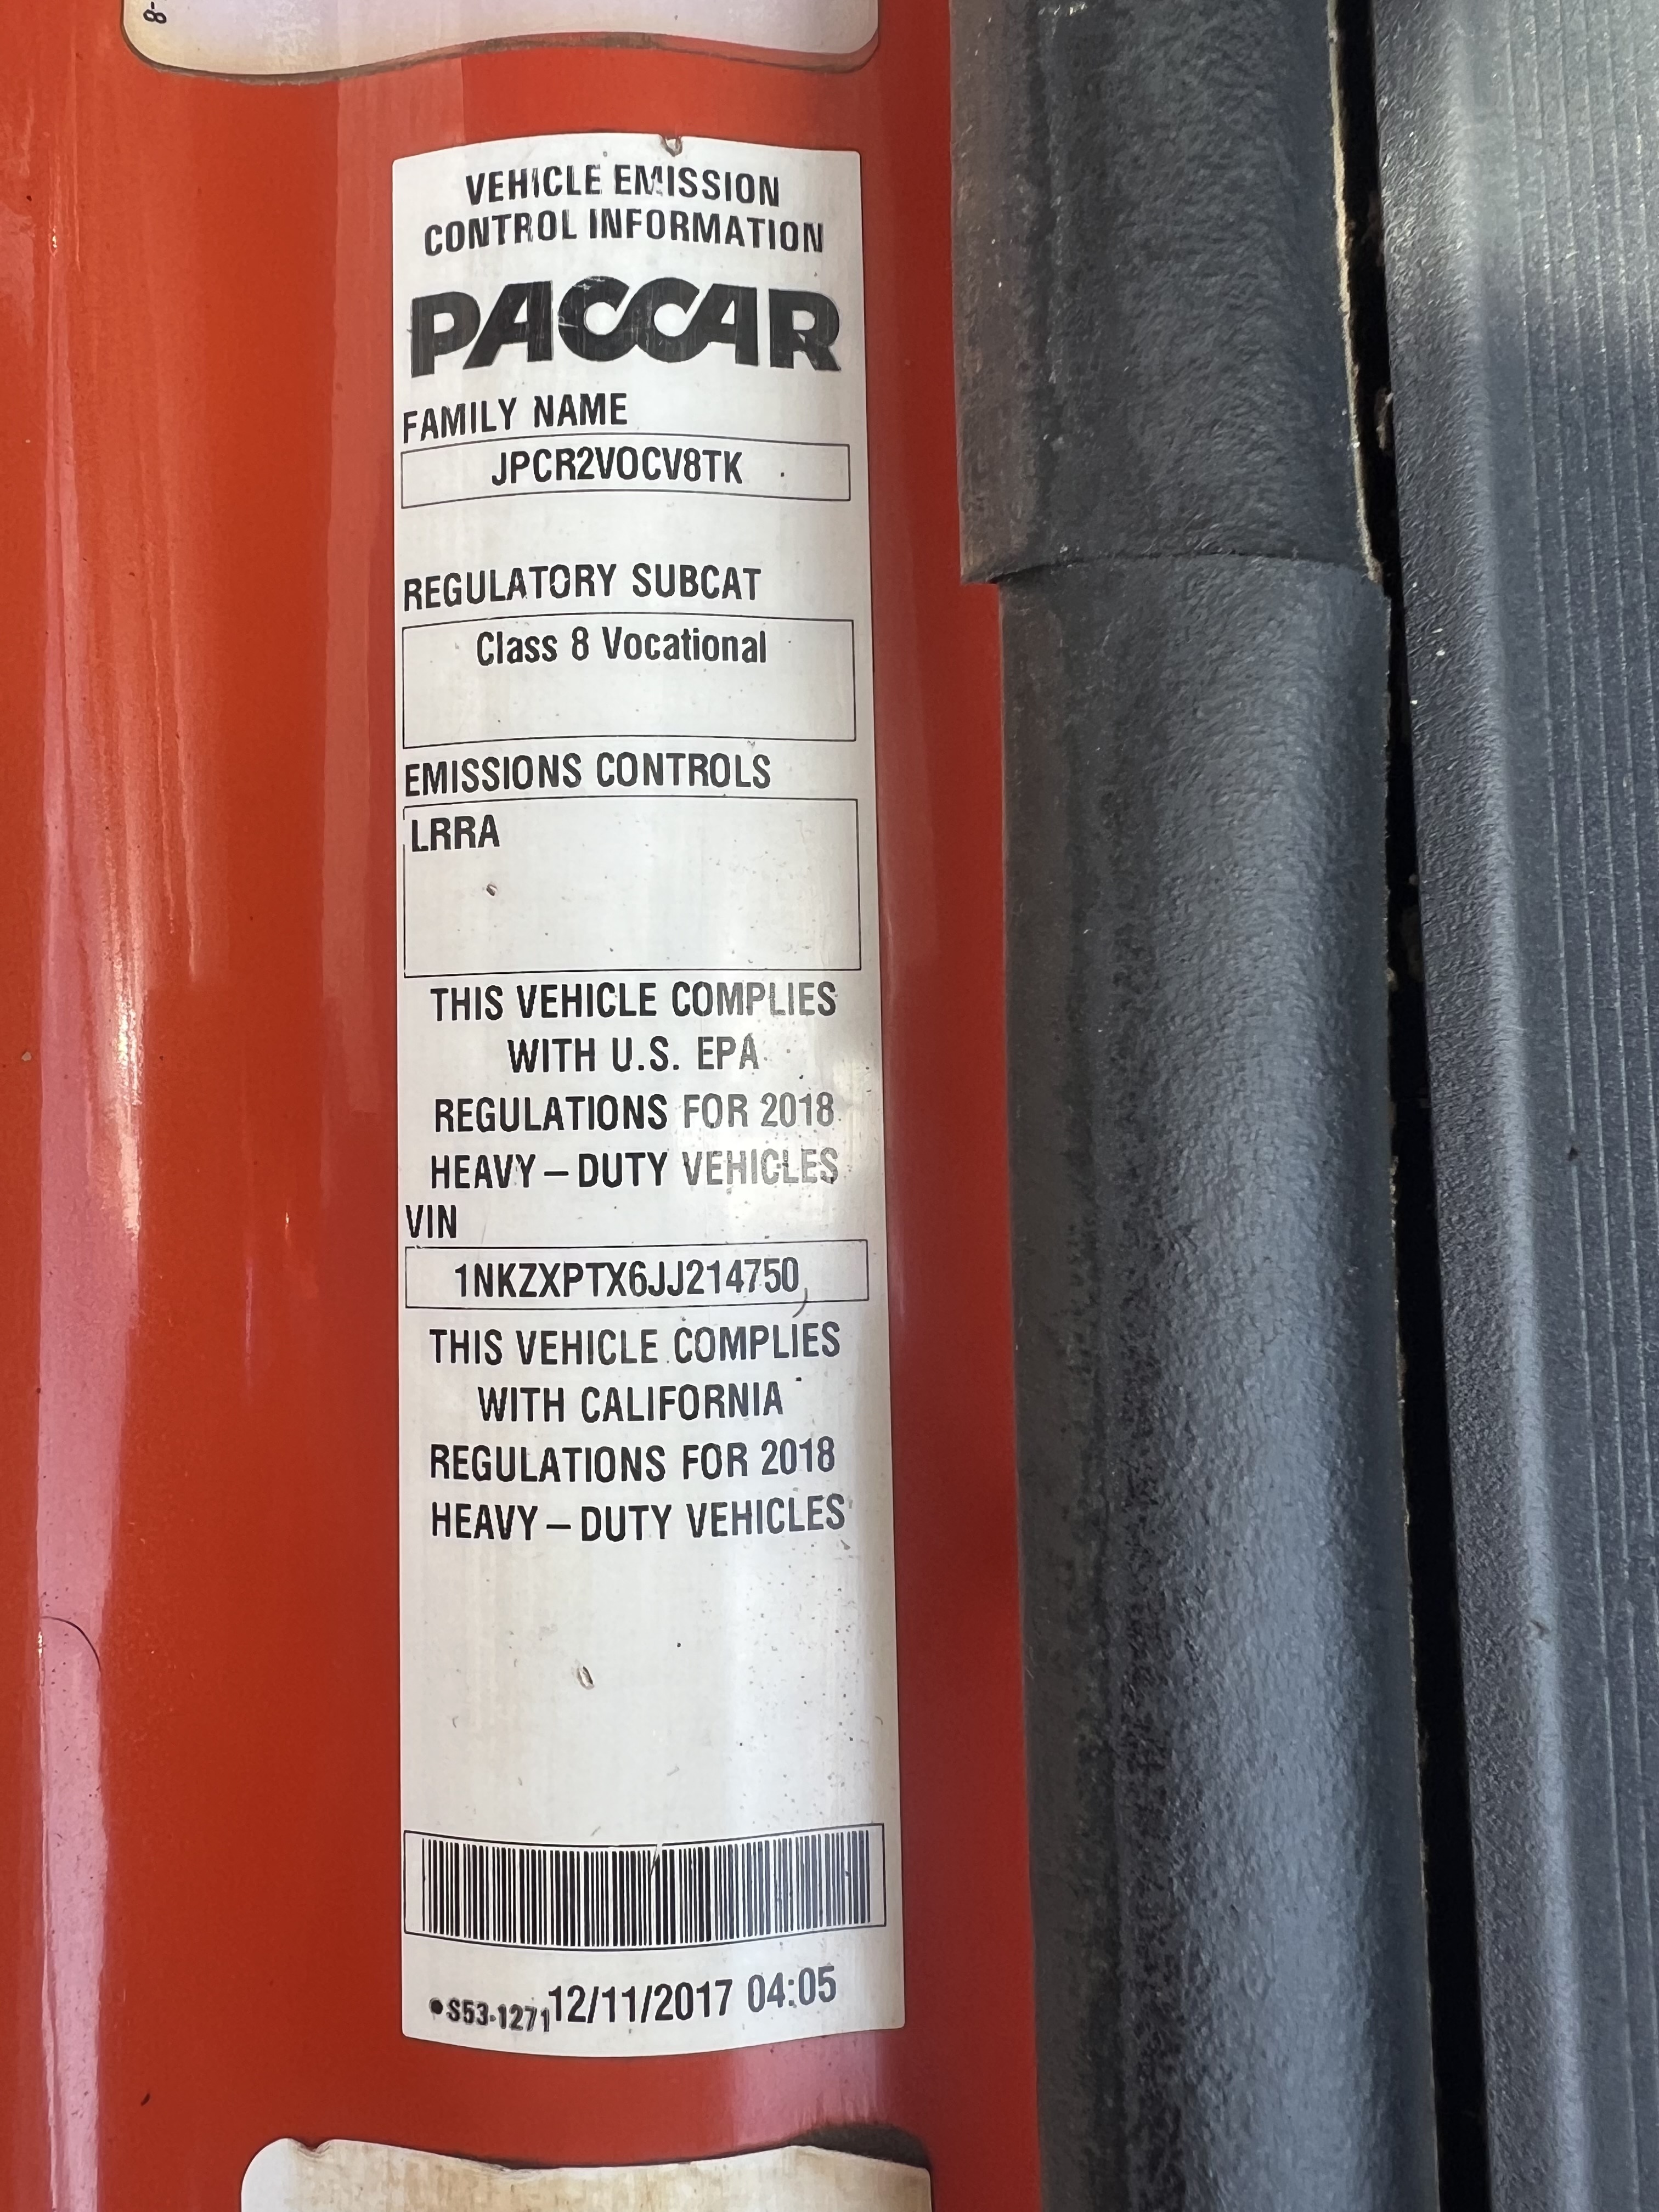 8-
VEHICLE EMISSION
CONTROL INFORMATION
PACCAR
FAMILY NAME
JPCR2VOCV8TK
REGULATORY SUBCAT
Class 8 Vocational
EMISSIONS CONTROLS
LRRA
THIS VEHICLE COMPLIES
WITH U.S. EPA
REGULATIONS FOR 2018
HEAVY–DUTY VEHICLES
VIN
1NKZXPTX6JJ214750
THIS VEHICLE COMPLIES
WITH CALIFORNIA
REGULATIONS FOR 2018
HEAVY–DUTY VEHICLES
•S53-1271 12/11/2017 04:05